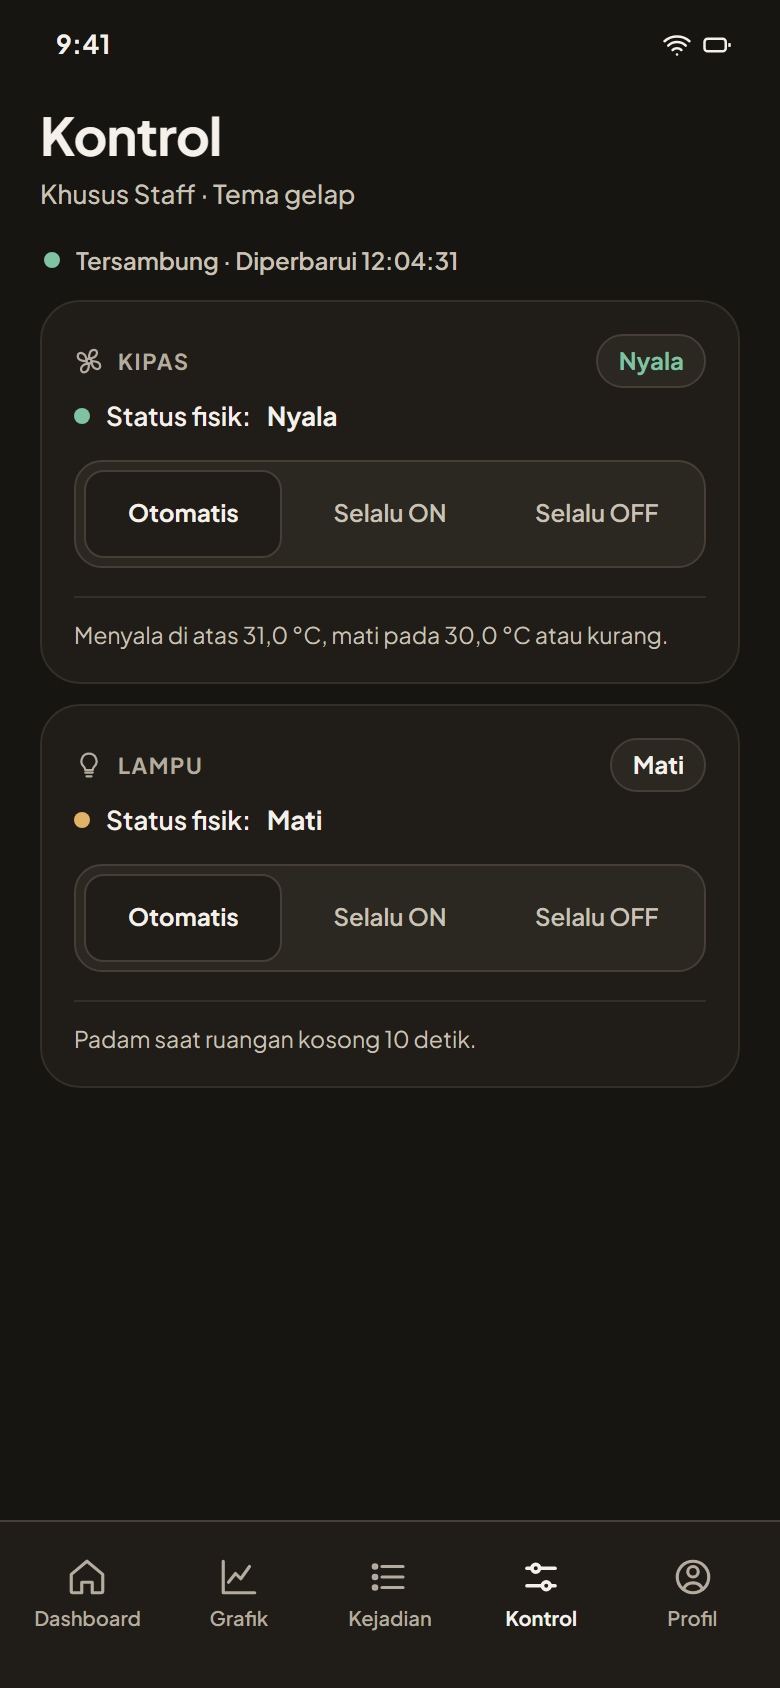 9:41
Kontrol
Khusus Staff · Tema gelap
Tersambung · Diperbarui 12:04:31
KIPAS
Nyala
Status fisik: Nyala
Otomatis
Selalu ON
Selalu OFF
Menyala di atas 31,0 °C, mati pada 30,0 °C atau kurang.
LAMPU
Mati
Status fisik: Mati
Otomatis
Selalu ON
Selalu OFF
Padam saat ruangan kosong 10 detik.
Dashboard
Grafik
Kejadian
Kontrol
Profil